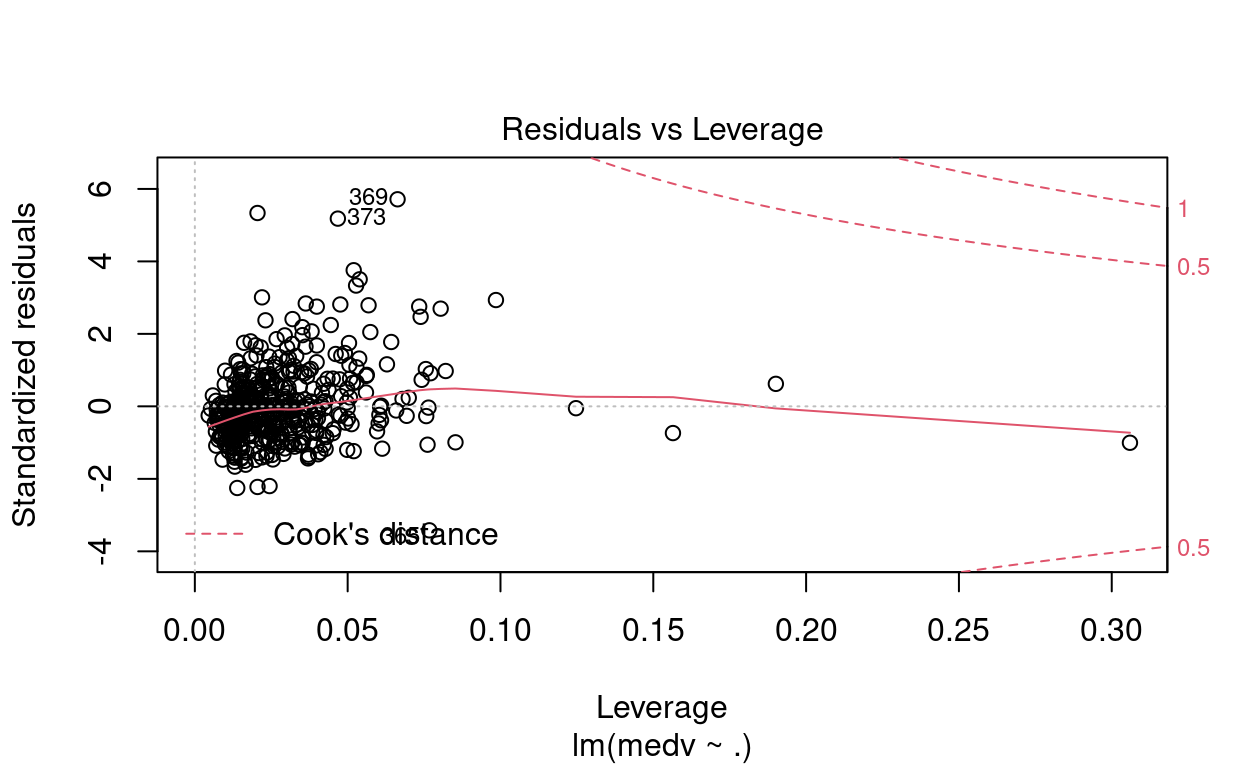 Residuals vs Leverage
Standardized residuals
6
4
2
0
-2
-4
369
373
365
1
0.5
0.5
Cook's distance
0.00 0.05 0.10 0.15 0.20 0.25 0.30
Leverage
lm(medv ~ .)